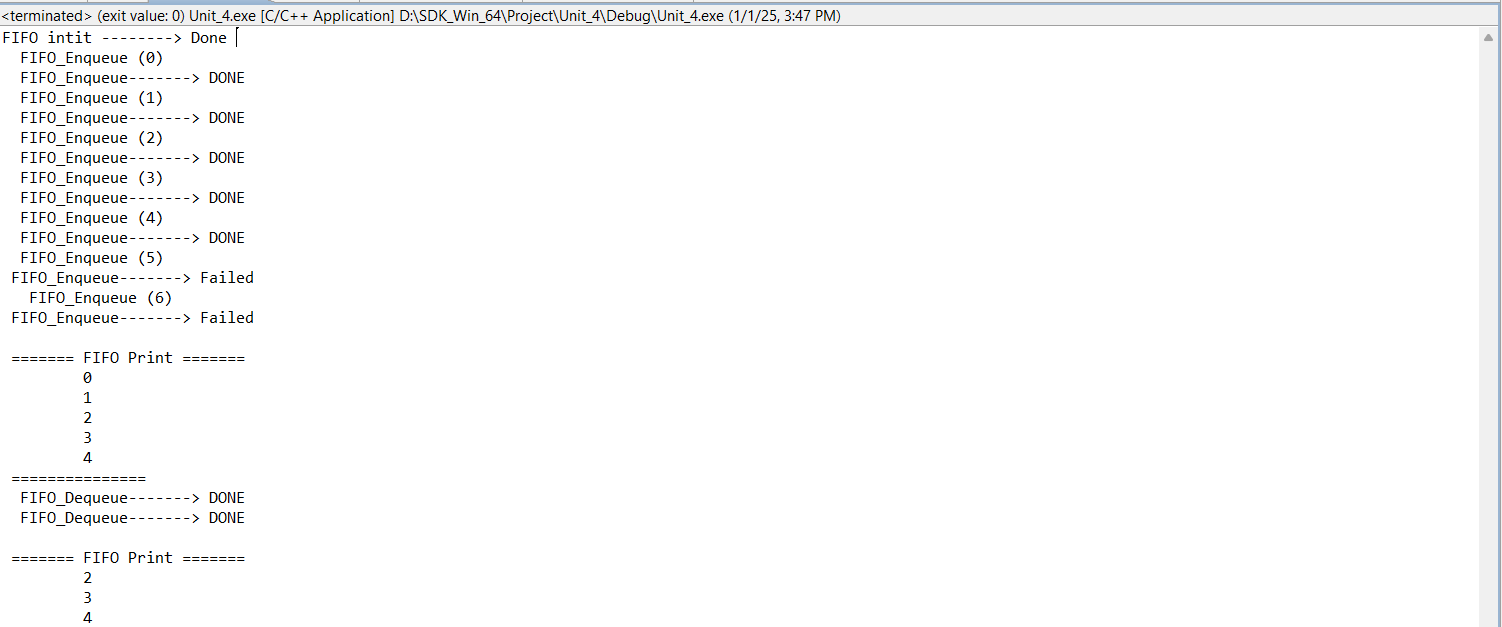 <terminated> (exit value: 0) Unit_4.exe [C/C++ Application] D:\SDK_Win_64\Project\Unit_4\Debug\Unit_4.exe (1/1/25, 3:47 PM)
FIFO intit --------> Done
FIFO_Enqueue (0)
FIFO_Enqueue-------> DONE
FIFO_Enqueue (1)
FIFO_Enqueue-------> DONE
FIFO_Enqueue (2)
FIFO_Enqueue-------> DONE
FIFO_Enqueue (3)
FIFO_Enqueue-------> DONE
FIFO_Enqueue (4)
FIFO_Enqueue-------> DONE
FIFO_Enqueue (5)
FIFO_Enqueue-------> Failed
FIFO_Enqueue (6)
FIFO_Enqueue-------> Failed
======= FIFO Print =======
0
1
2
3
4
===============
FIFO_Dequeue-------> DONE
FIFO_Dequeue-------> DONE
======= FIFO Print =======
2
3
4